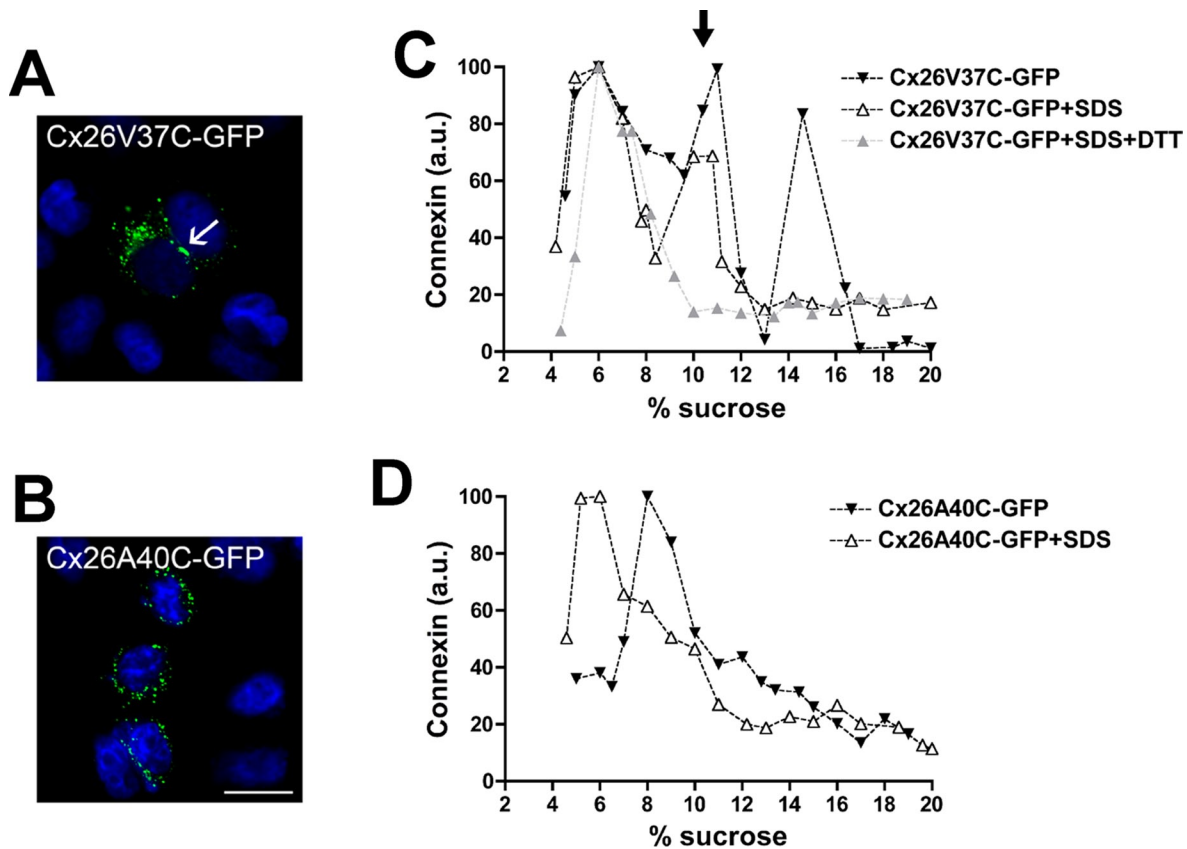 A
Cx26V37C-GFP
B
Cx26A40C-GFP
C
Connexin (a.u.)
100
80
60
40
20
0
2 4 6 8 10 12 14 16 18 20
% sucrose
Cx26V37C-GFP
Cx26V37C-GFP+SDS
Cx26V37C-GFP+SDS+DTT
D
Connexin (a.u.)
100
80
60
40
20
0
2 4 6 8 10 12 14 16 18 20
% sucrose
Cx26A40C-GFP
Cx26A40C-GFP+SDS